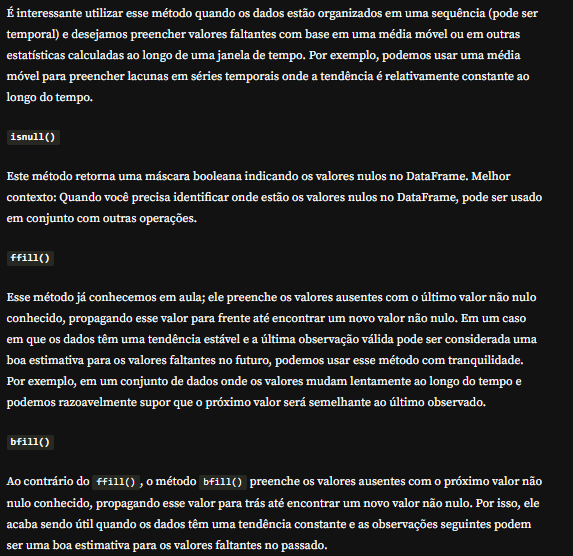 É interessante utilizar esse método quando os dados estão organizados em uma sequência (pode ser
temporal) e desejamos preencher valores faltantes com base em uma média móvel ou em outras
estatísticas calculadas ao longo de uma janela de tempo. Por exemplo, podemos usar uma média
móvel para preencher lacunas em séries temporais onde a tendência é relativamente constante ao
longo do tempo.
isnull()
Este método retorna uma máscara booleana indicando os valores nulos no DataFrame. Melhor
contexto: Quando você precisa identificar onde estão os valores nulos no DataFrame, pode ser usado
em conjunto com outras operações.
ffill()
Esse método já conhecemos em aula; ele preenche os valores ausentes com o último valor não nulo
conhecido, propagando esse valor para frente até encontrar um novo valor não nulo. Em um caso
em que os dados têm uma tendência estável e a última observação válida pode ser considerada uma
boa estimativa para os valores faltantes no futuro, podemos usar esse método com tranquilidade.
Por exemplo, em um conjunto de dados onde os valores mudam lentamente ao longo do tempo e
podemos razoavelmente supor que o próximo valor será semelhante ao último observado.
bfill()
Ao contrário do ffill(), o método bfill() preenche os valores ausentes com o próximo valor não
nulo conhecido, propagando esse valor para trás até encontrar um novo valor não nulo. Por isso, ele
acaba sendo útil quando os dados têm uma tendência constante e as observações seguintes podem
ser uma boa estimativa para os valores faltantes no passado.